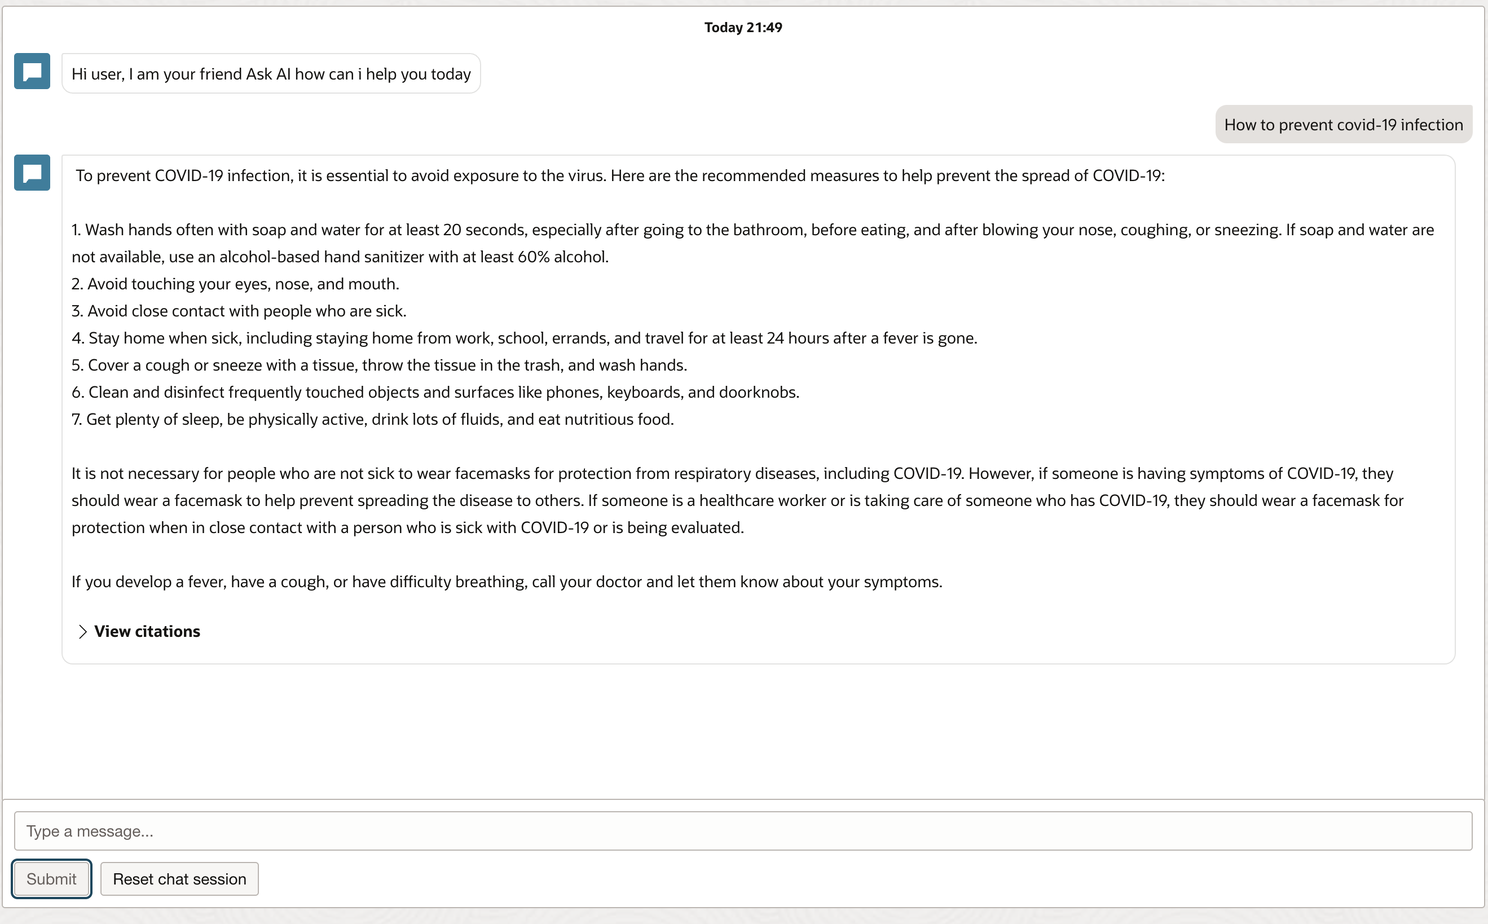 Today 21:49
Hi user, I am your friend Ask AI how can i help you today
How to prevent covid-19 infection
To prevent COVID-19 infection, it is essential to avoid exposure to the virus. Here are the recommended measures to help prevent the spread of COVID-19:
1. Wash hands often with soap and water for at least 20 seconds, especially after going to the bathroom, before eating, and after blowing your nose, coughing, or sneezing. If soap and water are
not available, use an alcohol-based hand sanitizer with at least 60% alcohol.
2. Avoid touching your eyes, nose, and mouth.
3. Avoid close contact with people who are sick.
4. Stay home when sick, including staying home from work, school, errands, and travel for at least 24 hours after a fever is gone.
5. Cover a cough or sneeze with a tissue, throw the tissue in the trash, and wash hands.
6. Clean and disinfect frequently touched objects and surfaces like phones, keyboards, and doorknobs.
7. Get plenty of sleep, be physically active, drink lots of fluids, and eat nutritious food.
It is not necessary for people who are not sick to wear facemasks for protection from respiratory diseases, including COVID-19. However, if someone is having symptoms of COVID-19, they
should wear a facemask to help prevent spreading the disease to others. If someone is a healthcare worker or is taking care of someone who has COVID-19, they should wear a facemask for
protection when in close contact with a person who is sick with COVID-19 or is being evaluated.
If you develop a fever, have a cough, or have difficulty breathing, call your doctor and let them know about your symptoms.
View citations
Type a message...
Submit
Reset chat session